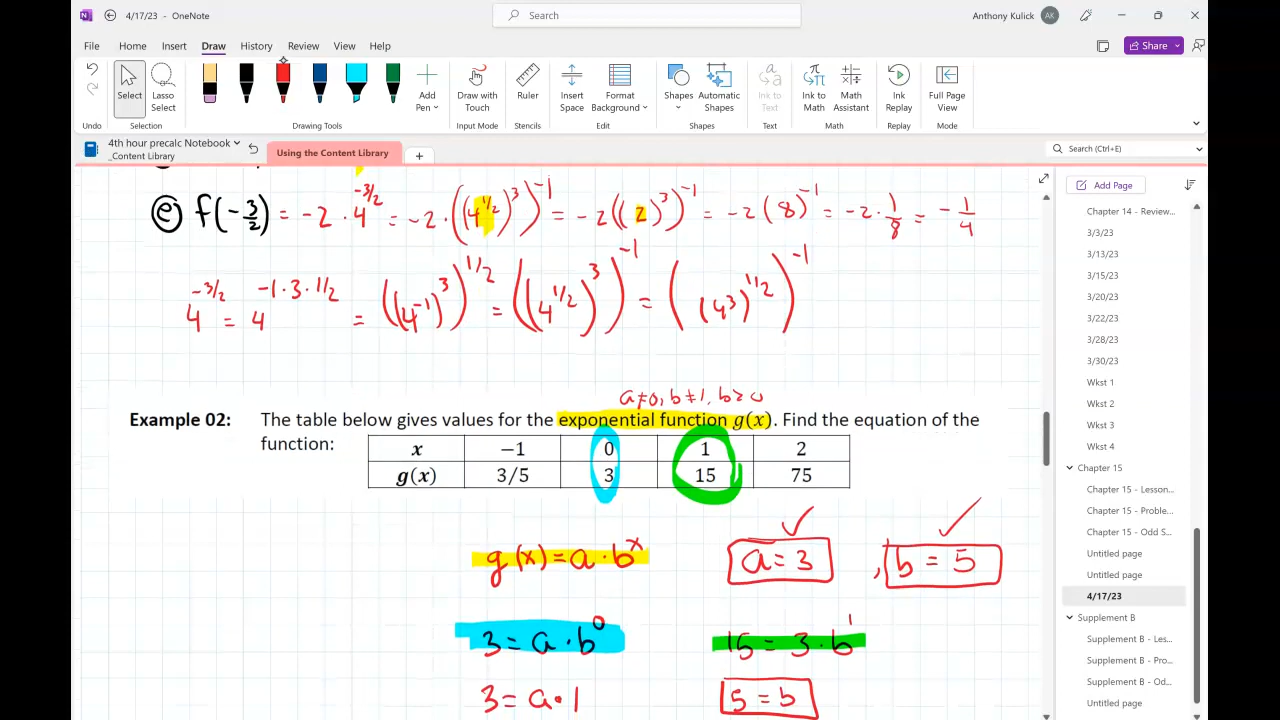 4/17/23 - OneNote
Search
Anthony Kulick
AK
File Home Insert Draw History Review View Help
Share
Select
Lasso Select
Add Pen
Draw with Touch
Ruler
Insert Space
Format Background
Shapes
Automatic Shapes
Ink to Text
Ink to Math
Math Assistant
Ink Replay
Full Page View
Undo Selection Drawing Tools Input Mode Stencils Edit Shapes Text Math Replay Mode
4th hour precalc Notebook
_Content Library
Using the Content Library
+
Search (Ctrl+E)
Add Page
Chapter 14 - Review...
3/3/23
3/13/23
3/15/23
3/20/23
3/22/23
3/28/23
3/30/23
Wkst 1
Wkst 2
Wkst 3
Wkst 4
Chapter 15
Chapter 15 - Lesson...
Chapter 15 - Proble...
Chapter 15 - Odd S...
Untitled page
Untitled page
4/17/23
Supplement B
Supplement B - Les...
Supplement B - Pro...
Supplement B - Od...
Untitled page
ⓔ f(-3/2) = -2 · 4^(-3/2) = -2 · ((4^(1/2))^3)^(-1) = -2((2)^3)^(-1) = -2(8)^(-1) = -2 · 1/8 = -1/4
4^(-3/2) = 4^(-1·3·1/2) = ((4^(-1))^3)^(1/2) = ((4^(1/2))^3)^(-1) = ((4^3)^(1/2))^(-1)
a≠0, b≠1, b>0
Example 02: The table below gives values for the exponential function g(x). Find the equation of the
function:
x −1 0 1 2
g(x) 3/5 3 15 75
g(x) = a · b^x a = 3 , b = 5
3 = a · b^0 15 = 3 · b^1
3 = a · 1 5 = b